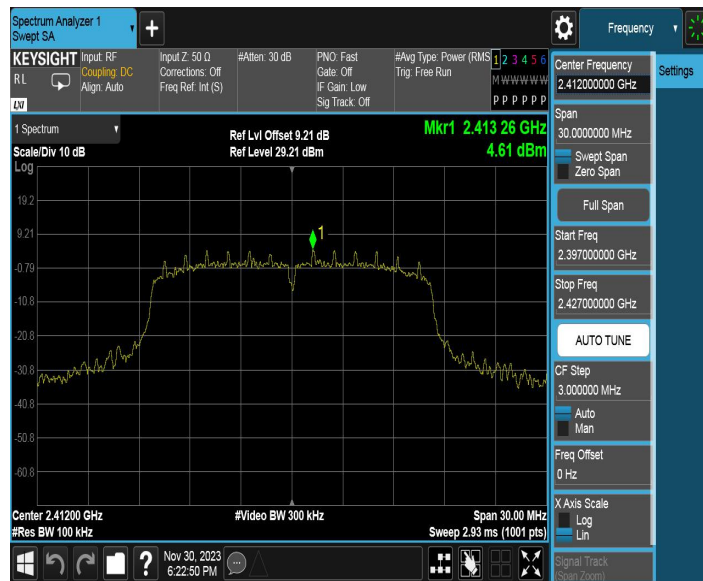 Spectrum Analyzer 1
Swept SA
+
Frequency
KEYSIGHT
RL
LXI
Input: RF
Coupling: DC
Align: Auto
Input Z: 50 Ω
Corrections: Off
Freq Ref: Int (S)
#Atten: 30 dB
PNO: Fast
Gate: Off
IF Gain: Low
Sig Track: Off
#Avg Type: Power (RMS
Trig: Free Run
1 2 3 4 5 6
M W W W W W
P P P P P P
Center Frequency
2.412000000 GHz
Settings
Span
30.0000000 MHz
Swept Span
Zero Span
Full Span
Start Freq
2.397000000 GHz
Stop Freq
2.427000000 GHz
AUTO TUNE
CF Step
3.000000 MHz
Auto
Man
Freq Offset
0 Hz
X Axis Scale
Log
Lin
Signal Track
(Span Zoom)
1 Spectrum
Scale/Div 10 dB
Log
Ref Lvl Offset 9.21 dB
Ref Level 29.21 dBm
Mkr1 2.413 26 GHz
4.61 dBm
19.2
9.21
-0.79
-10.8
-20.8
-30.8
-40.8
-50.8
-60.8
1
Center 2.41200 GHz
#Res BW 100 kHz
#Video BW 300 kHz
Span 30.00 MHz
Sweep 2.93 ms (1001 pts)
?
Nov 30, 2023
6:22:50 PM